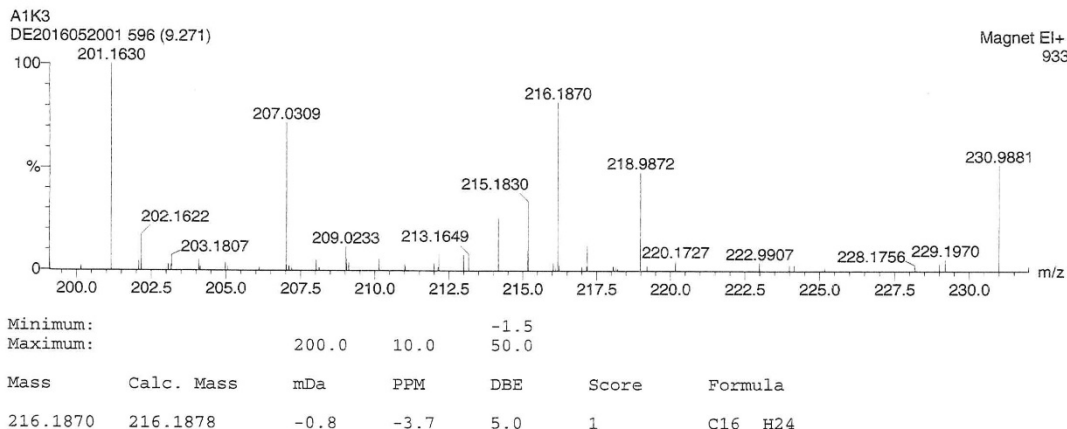 A1K3
DE2016052001 596 (9.271)
Magnet EI+
933
201.1630
100
216.1870
207.0309
218.9872
230.9881
%
215.1830
202.1622
203.1807
209.0233
213.1649
220.1727
222.9907
228.1756
229.1970
0
m/z
200.0 202.5 205.0 207.5 210.0 212.5 215.0 217.5 220.0 222.5 225.0 227.5 230.0
Minimum: -1.5
Maximum: 200.0 10.0 50.0
Mass Calc. Mass mDa PPM DBE Score Formula
216.1870 216.1878 -0.8 -3.7 5.0 1 C16 H24